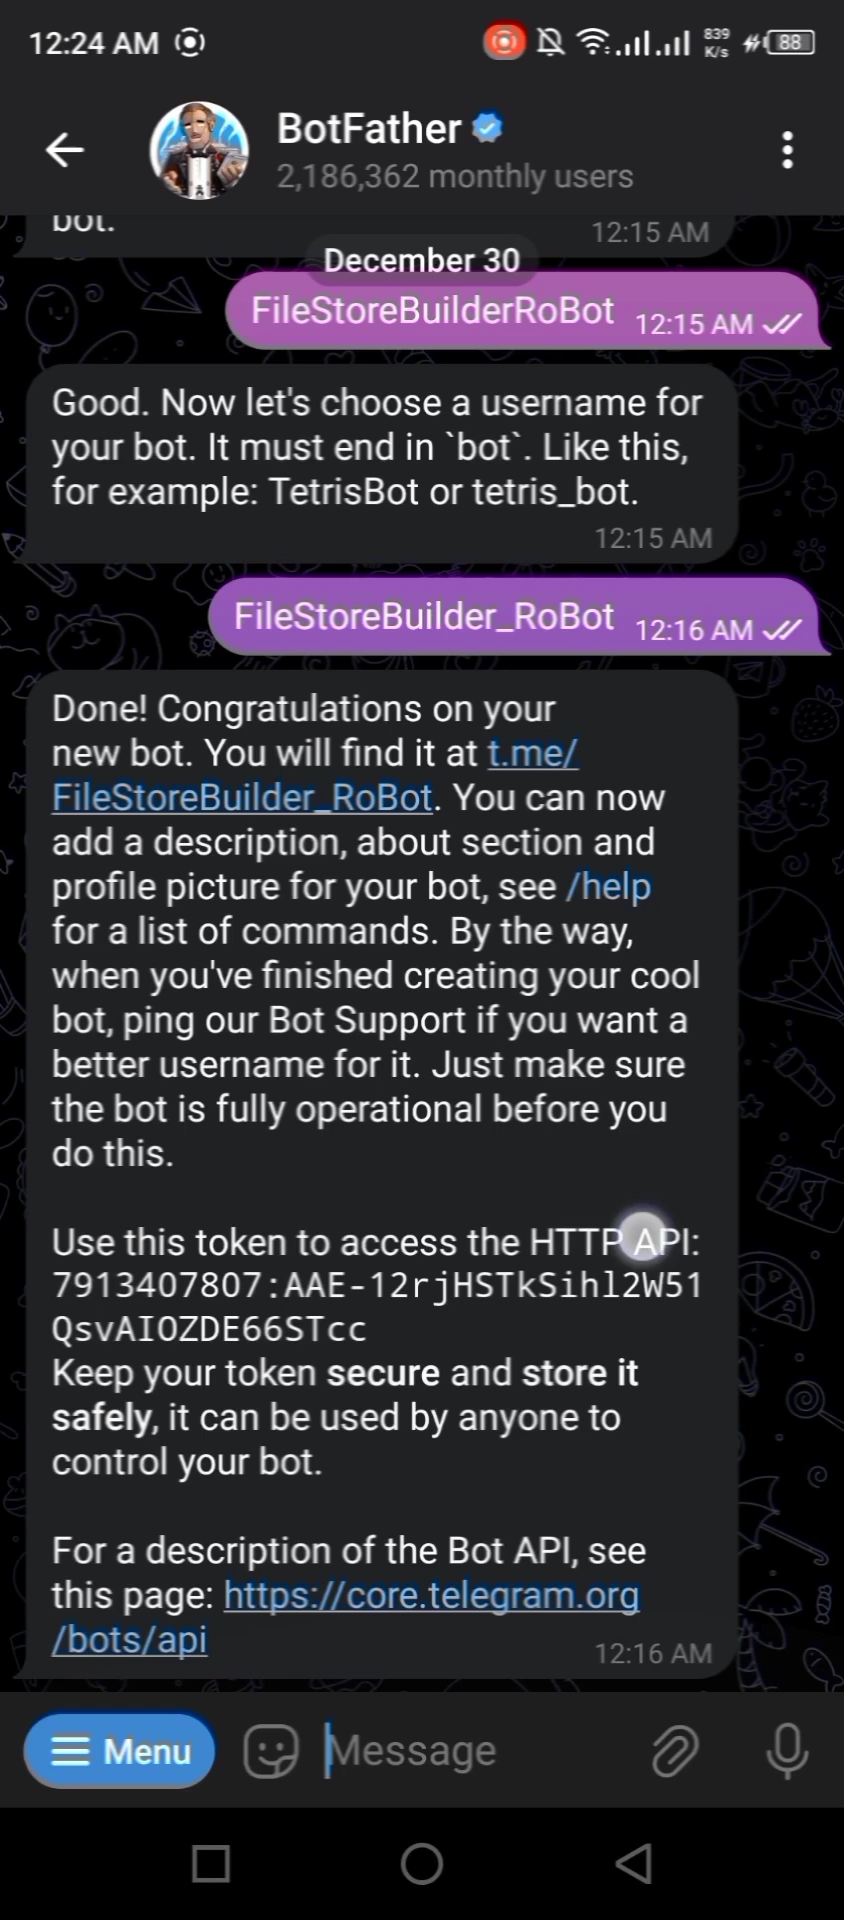 12:24 AM
839
K/s
88
BotFather
2,186,362 monthly users
bot.
12:15 AM
December 30
FileStoreBuilderRoBot 12:15 AM
Good. Now let's choose a username for
your bot. It must end in `bot`. Like this,
for example: TetrisBot or tetris_bot.
12:15 AM
FileStoreBuilder_RoBot 12:16 AM
Done! Congratulations on your
new bot. You will find it at t.me/
FileStoreBuilder_RoBot. You can now
add a description, about section and
profile picture for your bot, see /help
for a list of commands. By the way,
when you've finished creating your cool
bot, ping our Bot Support if you want a
better username for it. Just make sure
the bot is fully operational before you
do this.
Use this token to access the HTTP API:
7913407807:AAE-12rjHSTkSihl2W51
QsvAIOZDE66STcc
Keep your token secure and store it
safely, it can be used by anyone to
control your bot.
For a description of the Bot API, see
this page: https://core.telegram.org
/bots/api
12:16 AM
Menu
Message